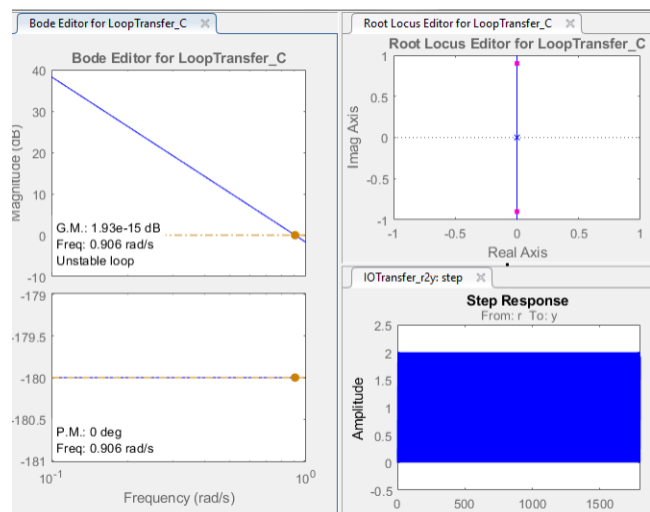 Bode Editor for LoopTransfer_C
Bode Editor for LoopTransfer_C
40
30
20
10
0
-10
Magnitude (dB)
G.M.: 1.93e-15 dB
Freq: 0.906 rad/s
Unstable loop
-179
-179.5
-180
-180.5
-181
P.M.: 0 deg
Freq: 0.906 rad/s
10^-1
10^0
Frequency (rad/s)
Root Locus Editor for LoopTransfer_C
Root Locus Editor for LoopTransfer_C
1
0.5
0
-0.5
-1
Imag Axis
-1
-0.5
0
0.5
1
Real Axis
IOTransfer_r2y: step
Step Response
From: r To: y
2.5
2
1.5
1
0.5
0
-0.5
Amplitude
0
500
1000
1500